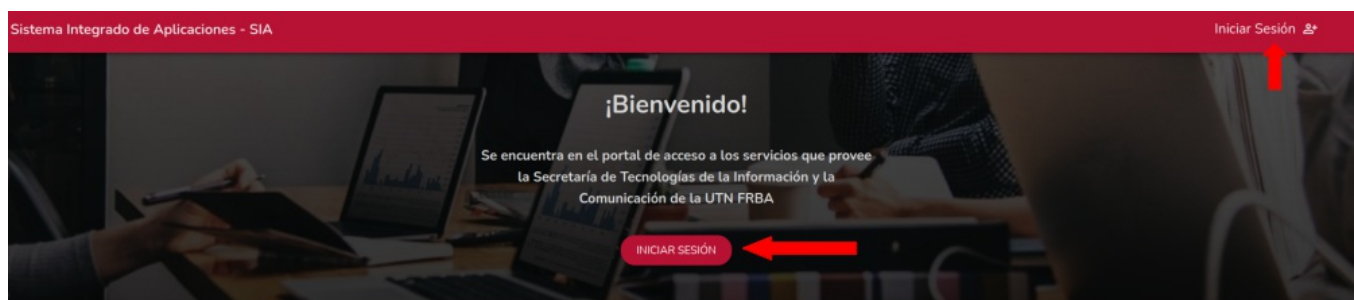 Sistema Integrado de Aplicaciones - SIA
Iniciar Sesión
¡Bienvenido!
Se encuentra en el portal de acceso a los servicios que provee
la Secretaría de Tecnologías de la Información y la
Comunicación de la UTN FRBA
INICIAR SESIÓN